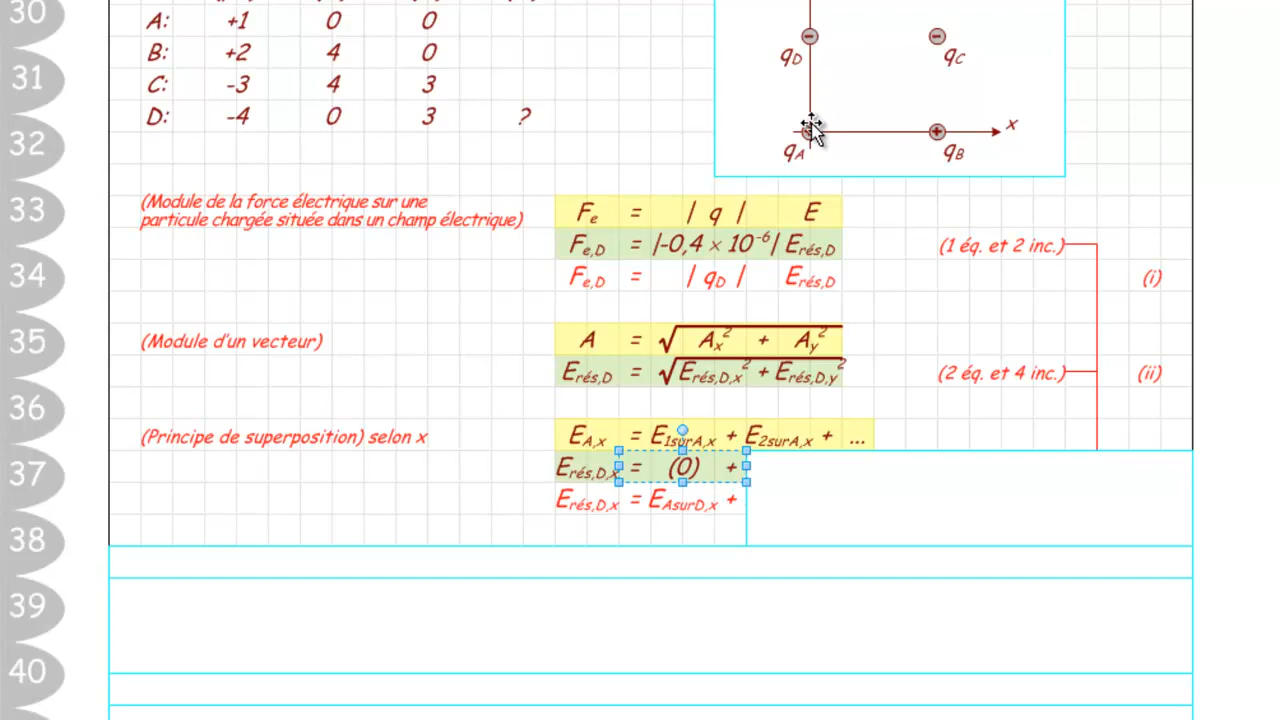 30
A: +1 0 0
B: +2 4 0
31
C: -3 4 3
D: -4 0 3 ?
32
qD qC
x
qA qB
33
(Module de la force électrique sur une
particule chargée située dans un champ électrique)
Fe = | q | E
Fe,D = |-0,4 × 10⁻⁶| Erés,D (1 éq. et 2 inc.)
34
Fe,D = | qD | Erés,D (i)
35
(Module d'un vecteur) A = √ Ax² + Ay²
Erés,D = √ Erés,D,x² + Erés,D,y² (2 éq. et 4 inc.) (ii)
36
(Principe de superposition) selon x EA,x = E1surA,x + E2surA,x + ...
37
Erés,D,x = (0) +
Erés,D,x = EAsurD,x +
38
39
40